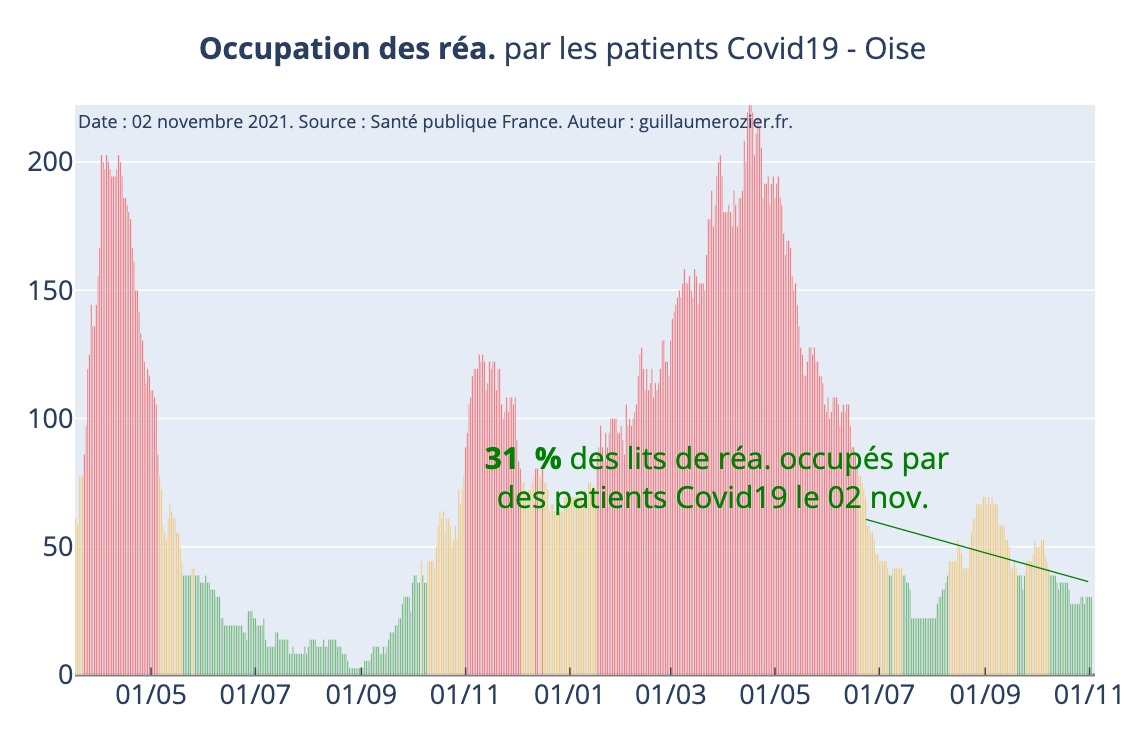 Occupation des réa. par les patients Covid19 - Oise
Date : 02 novembre 2021. Source : Santé publique France. Auteur : guillaumerozier.fr.
200
150
100
50
0
31 % des lits de réa. occupés par
des patients Covid19 le 02 nov.
01/05 01/07 01/09 01/11 01/01 01/03 01/05 01/07 01/09 01/11